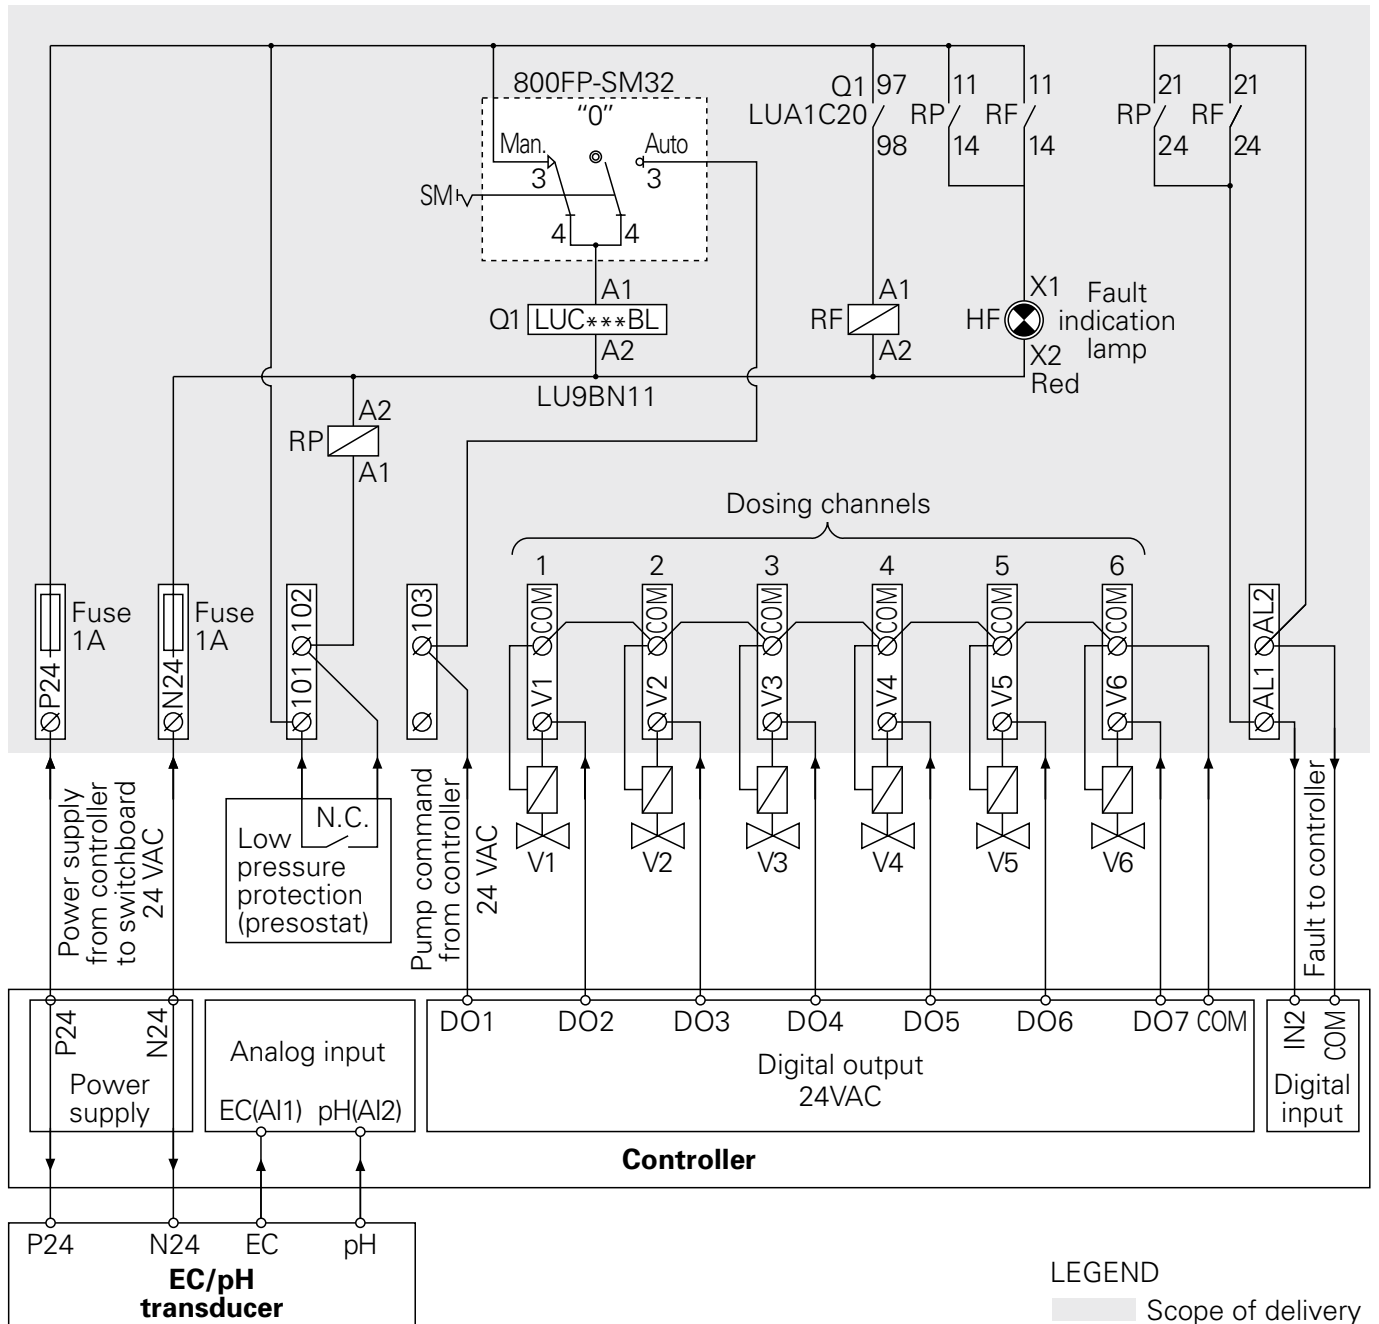 800FP-SM32
"0"
Man.
Auto
3
3
SM
4
4
A1
Q1 LUC***BL
A2
LU9BN11
Q1 97
LUA1C20
98
11
RP
14
11
RF
14
21
RP
24
21
RF
24
A1
RF
A2
X1
HF
X2
Red
Fault
indication
lamp
A2
RP
A1
Dosing channels
1 2 3 4 5 6
P24
Fuse
1A
N24
Fuse
1A
101 102
103
V1 COM
V2 COM
V3 COM
V4 COM
V5 COM
V6 COM
AL1 AL2
V1 V2 V3 V4 V5 V6
Power supply
from controller
to switchboard
24 VAC
N.C.
Low
pressure
protection
(presostat)
Pump command
from controller
24 VAC
Fault to controller
P24
N24
Power
supply
Analog input
EC(AI1) pH(AI2)
DO1 DO2 DO3 DO4 DO5 DO6 DO7 COM
Digital output
24VAC
IN2
COM
Digital
input
Controller
P24 N24 EC pH
EC/pH
transducer
LEGEND
Scope of delivery